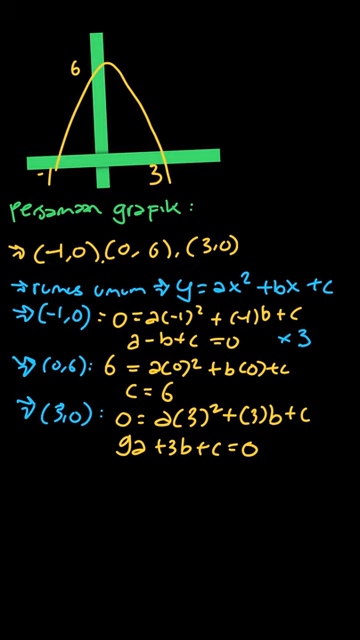 6
-1 3
Persamaan grafik :
→ (-1,0), (0, 6), (3,0)
→ rumus umum → y = ax² + bx + c
→ (-1,0) : 0 = a(-1)² + (-1)b + c
a - b + c = 0 × 3
→ (0,6) : 6 = a(0)² + b(0) + c
c = 6
→ (3,0) : 0 = a(3)² + (3)b + c
9a + 3b + c = 0